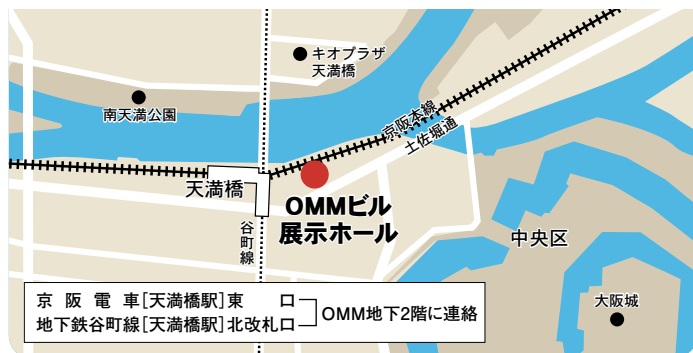 キオプラザ
天満橋
南天満公園
京阪本線
土佐堀通
天満橋
OMMビル
展示ホール
谷町線
中央区
大阪城
京阪電車[天満橋駅]東口
地下鉄谷町線[天満橋駅]北改札口
OMM地下2階に連絡